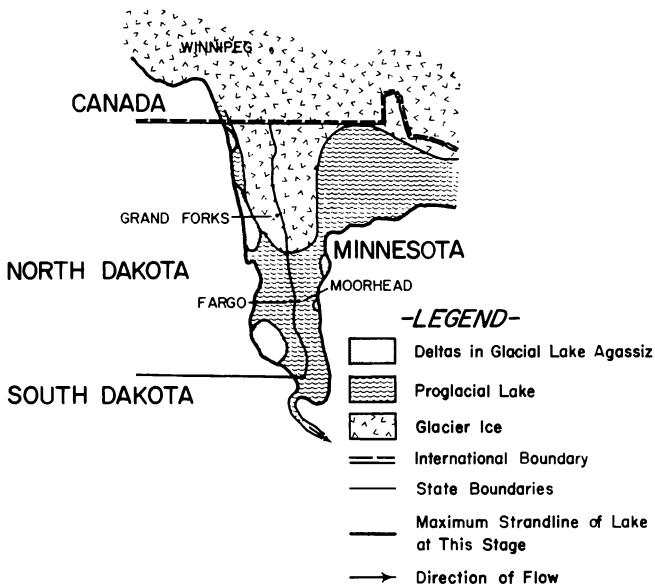 WINNIPEG
CANADA
GRAND FORKS
MINNESOTA
NORTH DAKOTA
MOORHEAD
FARGO
-LEGEND-
Deltas in Glacial Lake Agassiz
SOUTH DAKOTA
Proglacial Lake
Glacier Ice
International Boundary
State Boundaries
Maximum Strandline of Lake
at This Stage
Direction of Flow